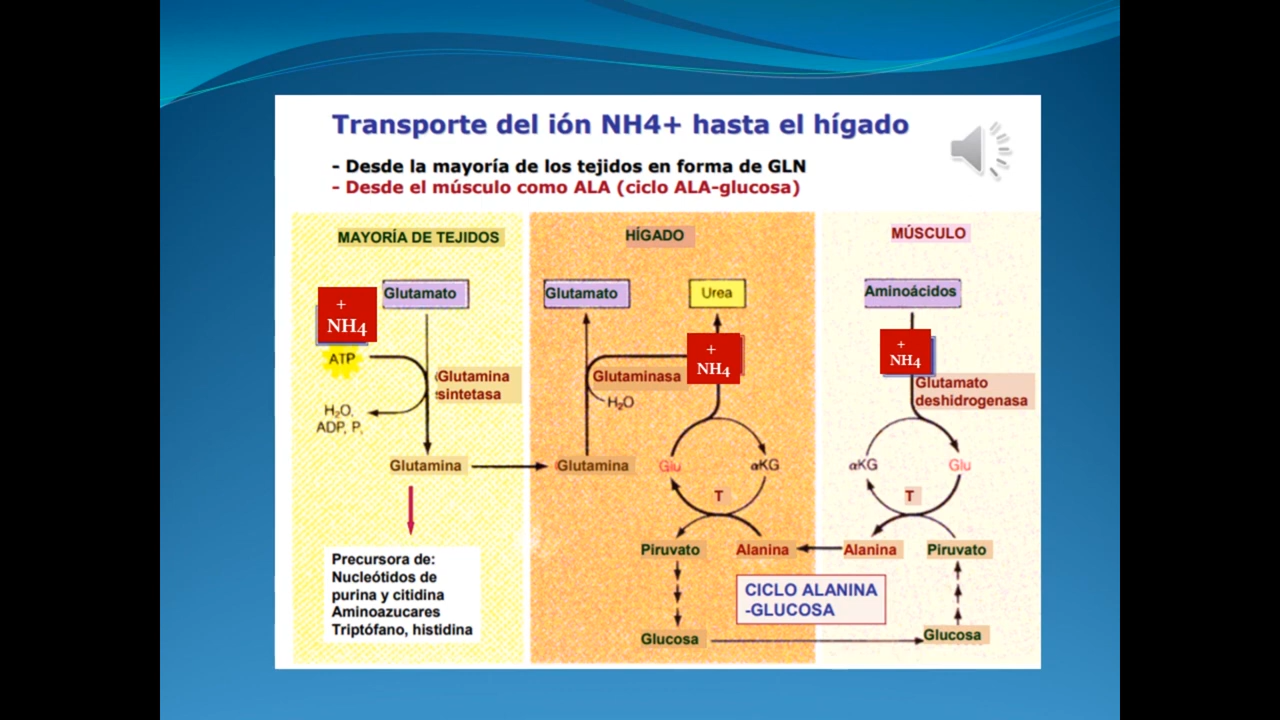 Transporte del ión NH4+ hasta el hígado
- Desde la mayoría de los tejidos en forma de GLN
- Desde el músculo como ALA (ciclo ALA-glucosa)
MAYORÍA DE TEJIDOS
+
NH4
Glutamato
ATP
Glutamina
sintetasa
H₂O,
ADP, P,
Glutamina
Precursora de:
Nucleótidos de
purina y citidina
Aminoazucares
Triptófano, histidina
HÍGADO
Glutamato
Urea
+
NH4
Glutaminasa
H₂O
Glutamina
Glu
αKG
T
Piruvato
Alanina
Glucosa
CICLO ALANINA
-GLUCOSA
MÚSCULO
Aminoácidos
+
NH4
Glutamato
deshidrogenasa
αKG
Glu
T
Alanina
Piruvato
Glucosa